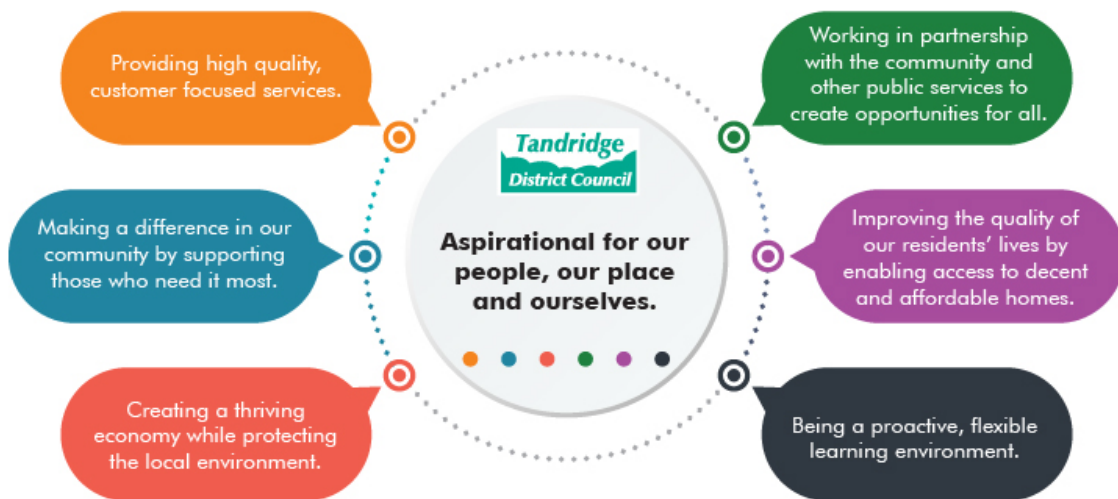 Providing high quality,
customer focused services.
Making a difference in our
community by supporting
those who need it most.
Creating a thriving
economy while protecting
the local environment.
Tandridge
District Council
Aspirational for our
people, our place
and ourselves.
Working in partnership
with the community and
other public services to
create opportunities for all.
Improving the quality of
our residents’ lives by
enabling access to decent
and affordable homes.
Being a proactive, flexible
learning environment.